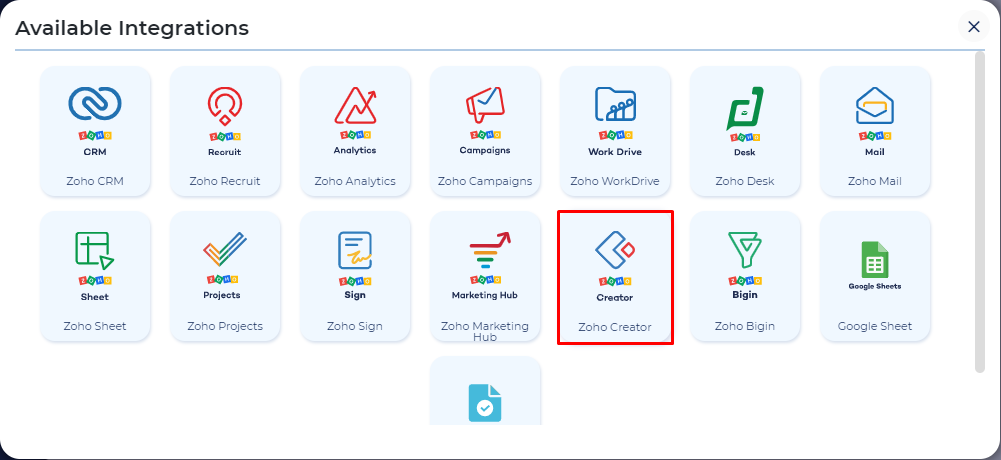 Available Integrations
ZOHO
CRM
Zoho CRM
ZOHO
Recruit
Zoho Recruit
ZOHO
Analytics
Zoho Analytics
ZOHO
Campaigns
Zoho Campaigns
ZOHO
Work Drive
Zoho WorkDrive
ZOHO
Desk
Zoho Desk
ZOHO
Mail
Zoho Mail
ZOHO
Sheet
Zoho Sheet
ZOHO
Projects
Zoho Projects
ZOHO
Sign
Zoho Sign
ZOHO
Marketing Hub
Zoho Marketing
Hub
ZOHO
Creator
Zoho Creator
ZOHO
Bigin
Zoho Bigin
Google Sheets
Google Sheet